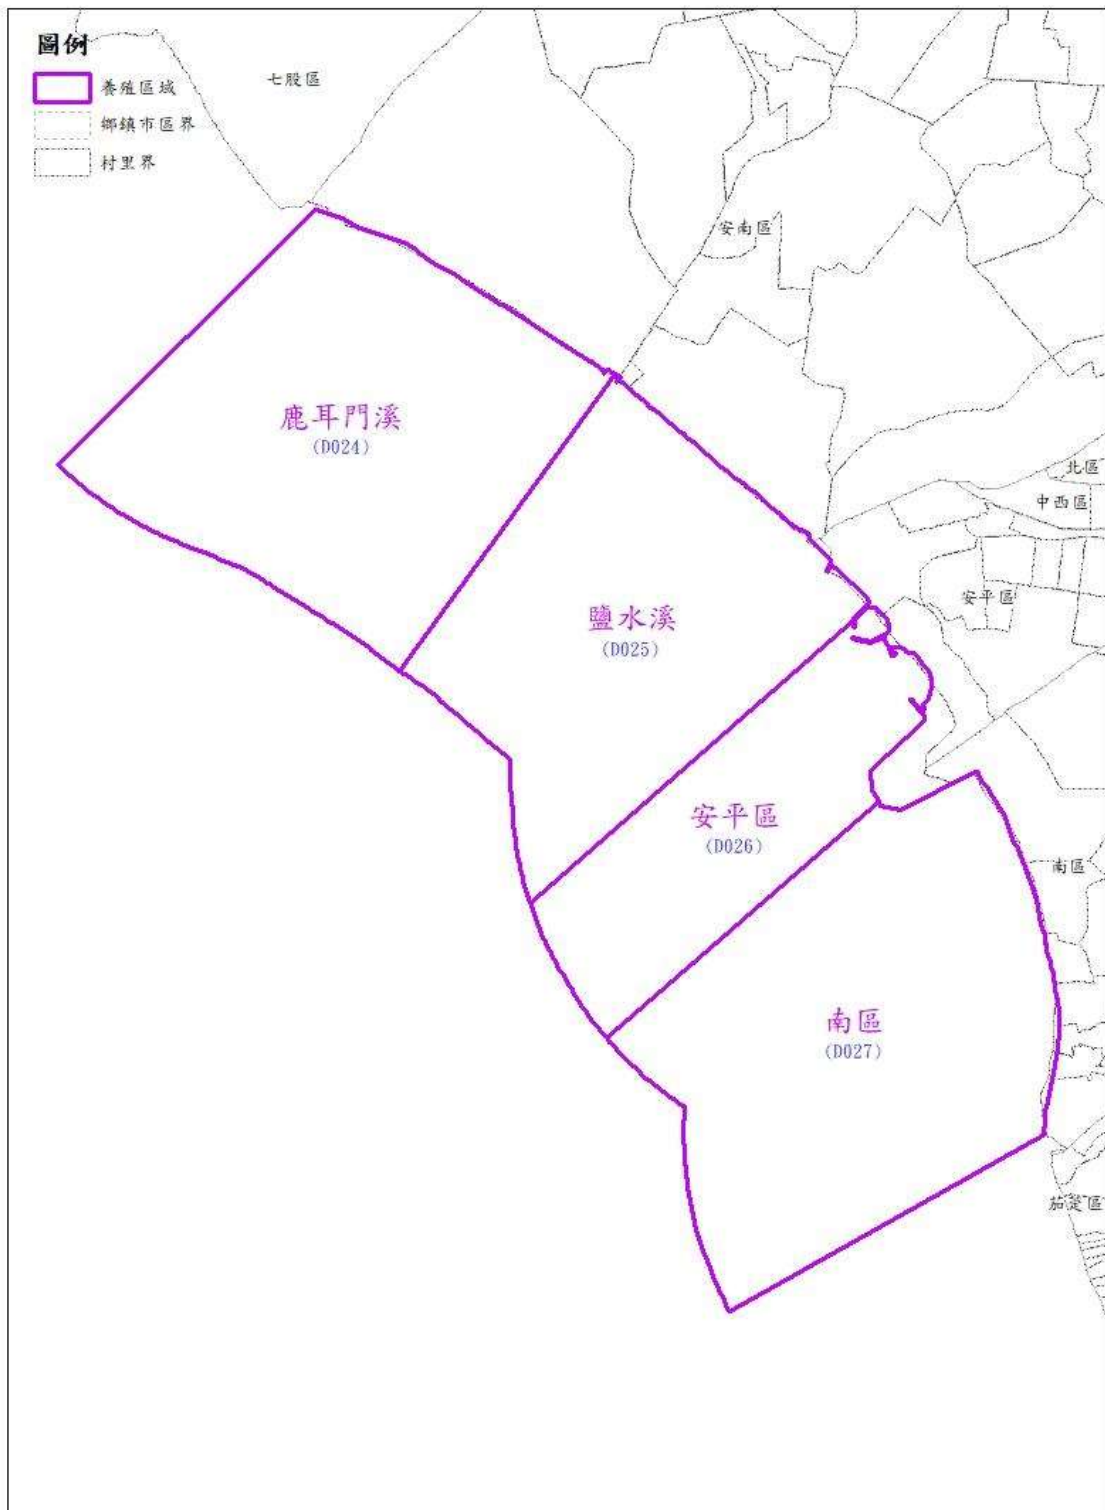 圖例
養殖區域
鄉鎮市區界
村里界
七股區
安南區
鹿耳門溪
(D024)
北區
中西區
安平區
鹽水溪
(D025)
安平區
(D026)
南區
南區
(D027)
茄萣區